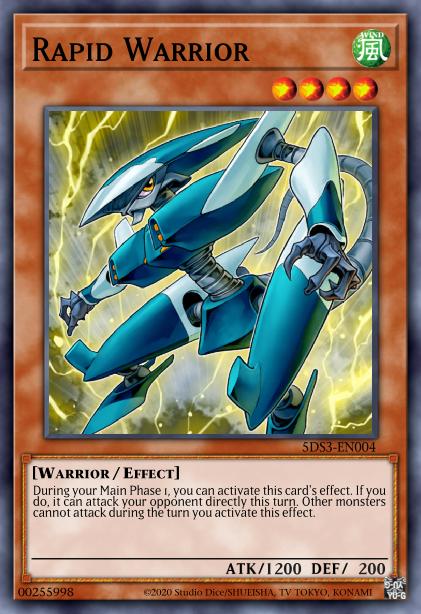 Rapid Warrior
WIND
風
5DS3-EN004
[Warrior / Effect]
During your Main Phase 1, you can activate this card's effect. If you
do, it can attack your opponent directly this turn. Other monsters
cannot attack during the turn you activate this effect.
ATK/1200 DEF/ 200
00255998
©2020 Studio Dice/SHUEISHA, TV TOKYO, KONAMI